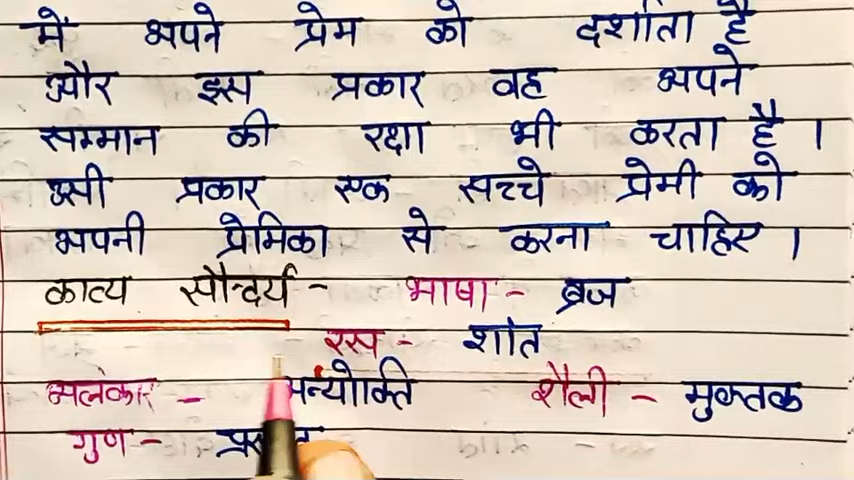 में अपने प्रेम को दर्शाता है
और इस प्रकार वह अपने
सम्मान की रक्षा भी करता है ।
उसी प्रकार एक सच्चे प्रेमी को
अपनी प्रेमिका से करना चाहिए ।
काव्य सौन्दर्य - भाषा - ब्रज
रस - शांत
अलंकार - अन्योक्ति शैली - मुक्तक
गुण -